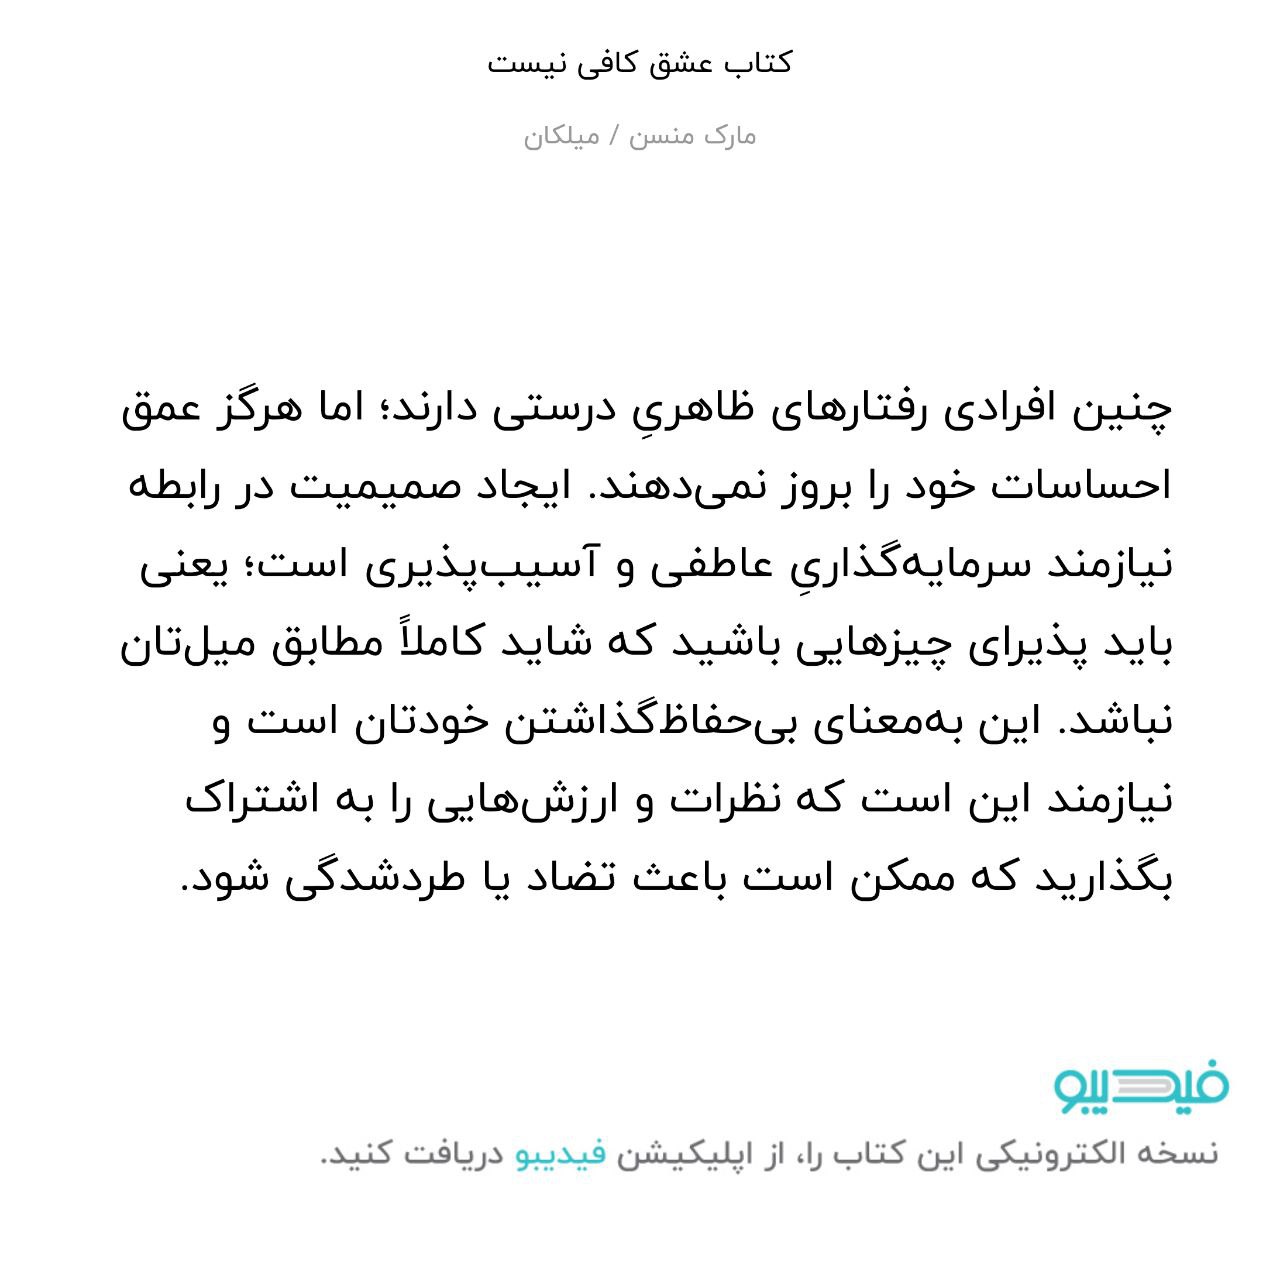 کتاب عشق کافی نیست
مارک منسن / میلکان
چنین افرادی رفتارهای ظاهریِ درستی دارند؛ اما هرگز عمق
احساسات خود را بروز نمی‌دهند. ایجاد صمیمیت در رابطه
نیازمند سرمایه‌گذاریِ عاطفی و آسیب‌پذیری است؛ یعنی
باید پذیرای چیزهایی باشید که شاید کاملاً مطابق میل‌تان
نباشد. این به‌معنای بی‌حفاظ‌گذاشتن خودتان است و
نیازمند این است که نظرات و ارزش‌هایی را به اشتراک
بگذارید که ممکن است باعث تضاد یا طردشدگی شود.
فیدیبو
نسخه الکترونیکی این کتاب را، از اپلیکیشن فیدیبو دریافت کنید.